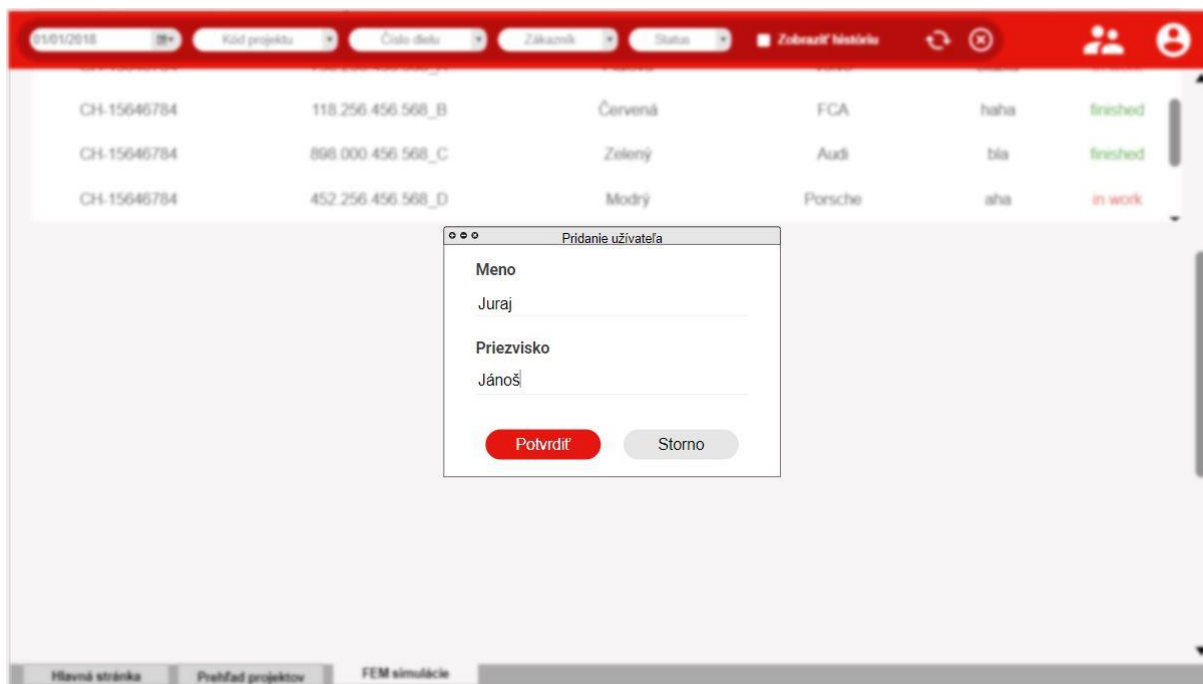 01/01/2018 Kód projektu Číslo dielu Zákazník Status Zobraziť históriu
CH-15646784 118.256.456.568_B Červená FCA haha finished
CH-15646784 898.000.456.568_C Zelený Audi bla finished
CH-15646784 452.256.456.568_D Modrý Porsche aha in work
Pridanie užívateľa
Meno
Juraj
Priezvisko
Jánoš
Potvrdiť Storno
Hlavná stránka Prehľad projektov FEM simulácie